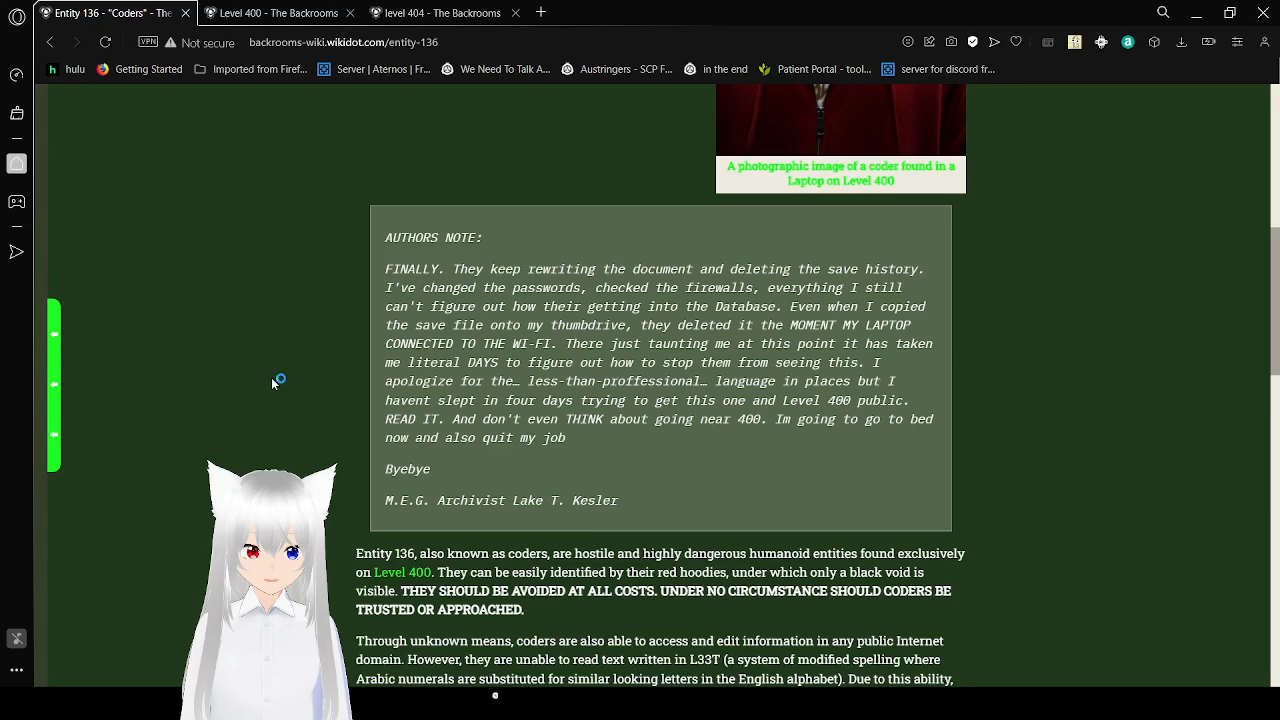 Entity 136 - "Coders" - The
Level 400 - The Backrooms
level 404 - The Backrooms
VPN
Not secure
backrooms-wiki.wikidot.com/entity-136
h hulu
Getting Started
Imported from Firef...
Server | Aternos | Fr...
We Need To Talk A...
Austringers - SCP F...
in the end
Patient Portal - tool...
server for discord fr...
A photographic image of a coder found in a
Laptop on Level 400
AUTHORS NOTE:
FINALLY. They keep rewriting the document and deleting the save history.
I've changed the passwords, checked the firewalls, everything I still
can't figure out how their getting into the Database. Even when I copied
the save file onto my thumbdrive, they deleted it the MOMENT MY LAPTOP
CONNECTED TO THE WI-FI. There just taunting me at this point it has taken
me literal DAYS to figure out how to stop them from seeing this. I
apologize for the… less-than-proffessional… language in places but I
havent slept in four days trying to get this one and Level 400 public.
READ IT. And don't even THINK about going near 400. Im going to go to bed
now and also quit my job
Byebye
M.E.G. Archivist Lake T. Kesler
Entity 136, also known as coders, are hostile and highly dangerous humanoid entities found exclusively
on Level 400. They can be easily identified by their red hoodies, under which only a black void is
visible. THEY SHOULD BE AVOIDED AT ALL COSTS. UNDER NO CIRCUMSTANCE SHOULD CODERS BE
TRUSTED OR APPROACHED.
Through unknown means, coders are also able to access and edit information in any public Internet
domain. However, they are unable to read text written in L33T (a system of modified spelling where
Arabic numerals are substituted for similar looking letters in the English alphabet). Due to this ability,